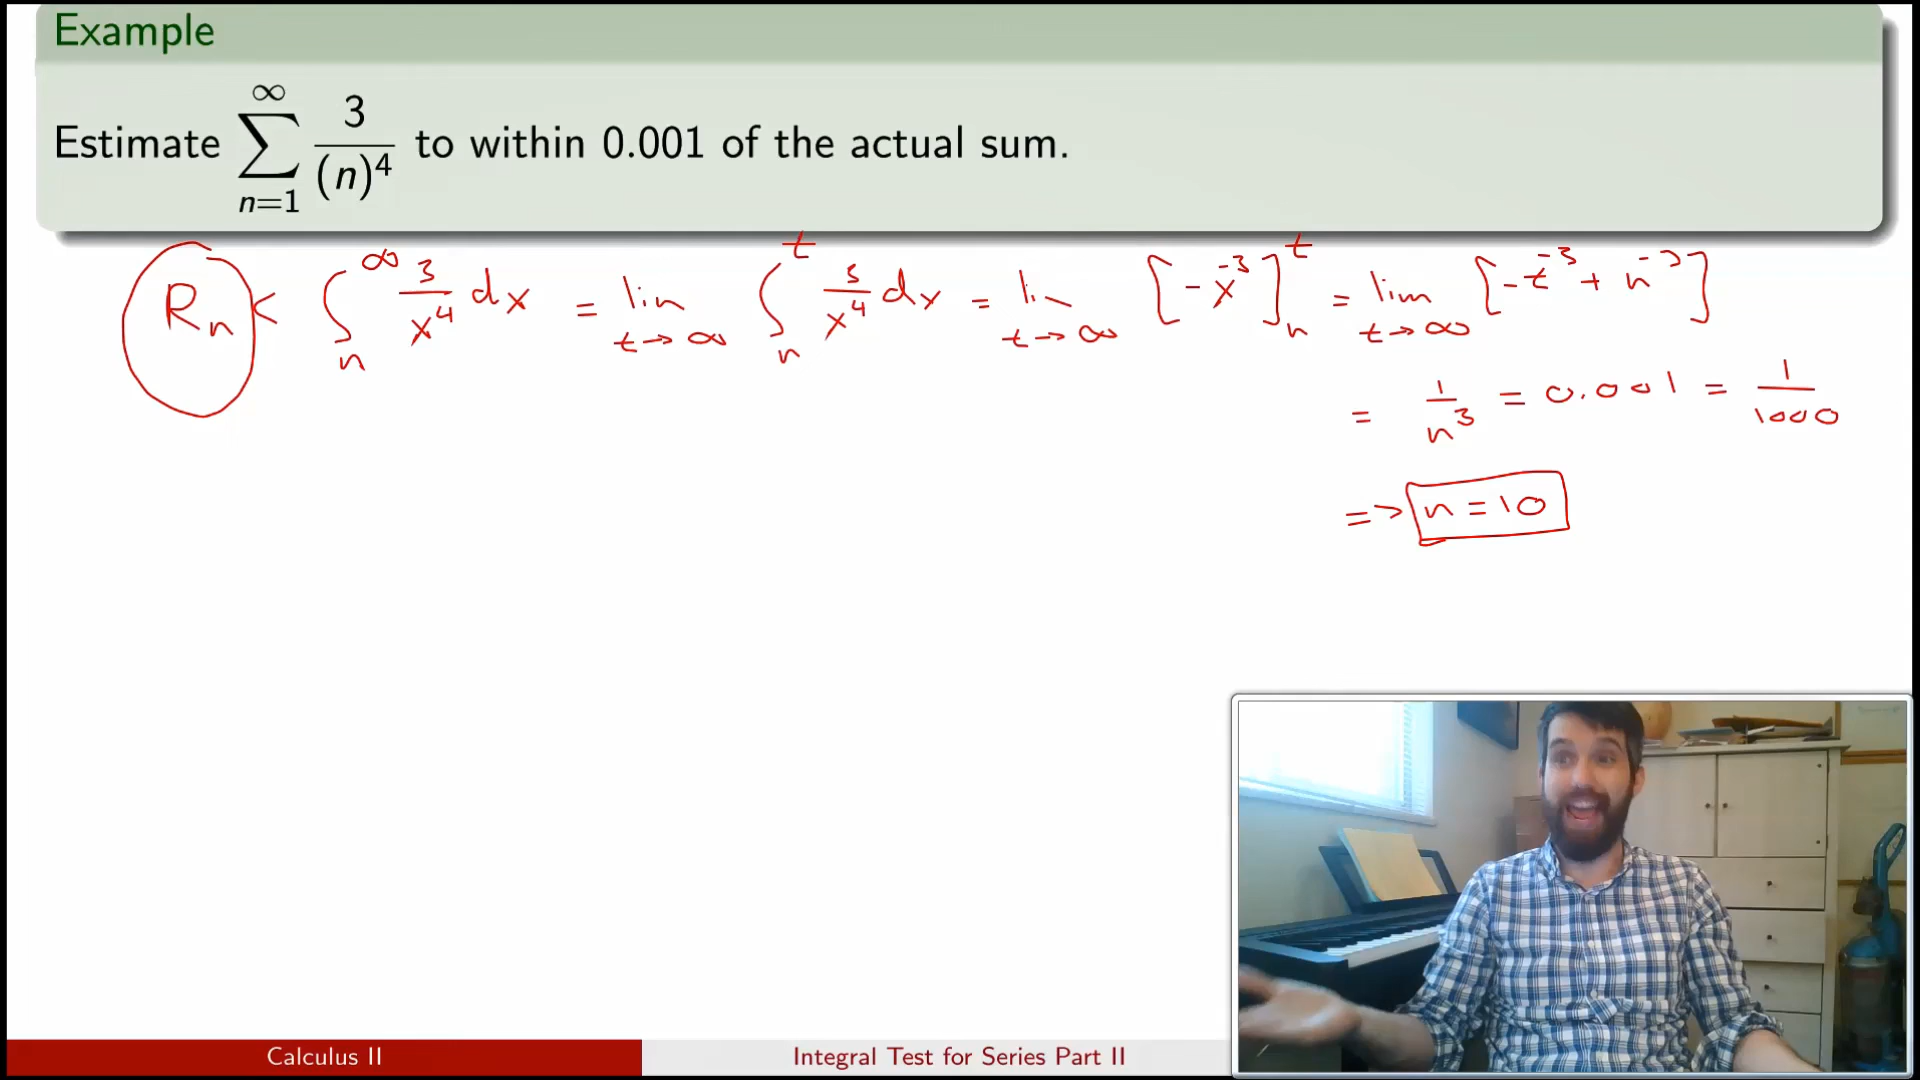 Example
Estimate ∑_{n=1}^{∞} 3/(n)^4 to within 0.001 of the actual sum.
R_n < ∫_n^∞ 3/x^4 dx = lim_{t→∞} ∫_n^t 3/x^4 dx = lim_{t→∞} [-x^{-3}]_n^t = lim_{t→∞} [-t^{-3} + n^{-3}]
= 1/n^3 = 0.001 = 1/1000
=> n = 10
Calculus II
Integral Test for Series Part II